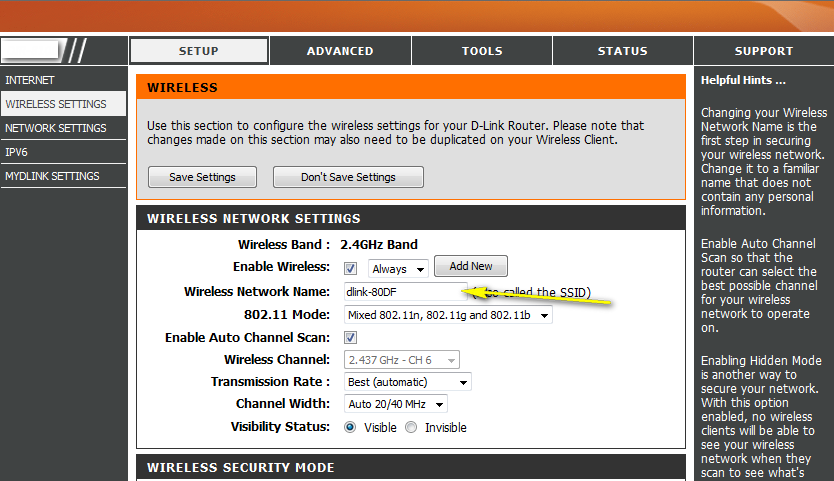 SETUP ADVANCED TOOLS STATUS SUPPORT
INTERNET
WIRELESS SETTINGS
NETWORK SETTINGS
IPV6
MYDLINK SETTINGS
WIRELESS
Use this section to configure the wireless settings for your D-Link Router. Please note that
changes made on this section may also need to be duplicated on your Wireless Client.
Save Settings Don't Save Settings
WIRELESS NETWORK SETTINGS
Wireless Band : 2.4GHz Band
Enable Wireless: Always Add New
Wireless Network Name: dlink-80DF called the SSID)
802.11 Mode: Mixed 802.11n, 802.11g and 802.11b
Enable Auto Channel Scan:
Wireless Channel: 2.437 GHz - CH 6
Transmission Rate : Best (automatic)
Channel Width: Auto 20/40 MHz
Visibility Status: Visible Invisible
WIRELESS SECURITY MODE
Helpful Hints ...
Changing your Wireless
Network Name is the
first step in securing
your wireless network.
Change it to a familiar
name that does not
contain any personal
information.
Enable Auto Channel
Scan so that the
router can select the
best possible channel
for your wireless
network to operate
on.
Enabling Hidden Mode
is another way to
secure your network.
With this option
enabled, no wireless
clients will be able to
see your wireless
network when they
scan to see what's